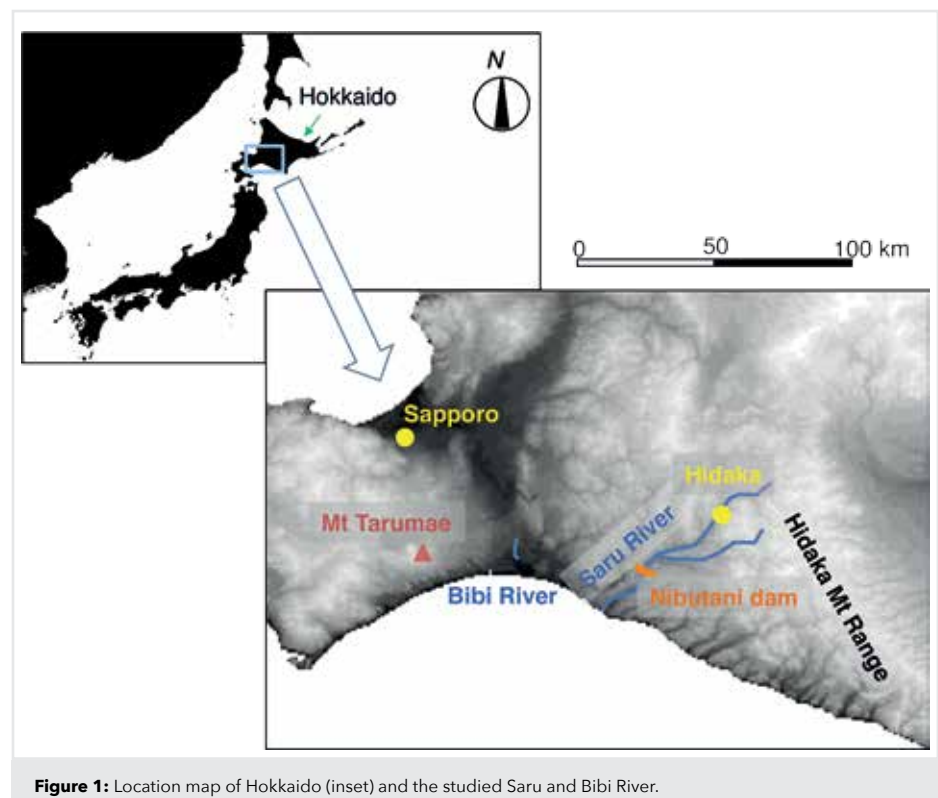 N
Hokkaido
0 50 100 km
Sapporo
Hidaka
Mt Tarumae
Saru River
Hidaka Mt Range
Bibi River
Nibutani dam
Figure 1: Location map of Hokkaido (inset) and the studied Saru and Bibi River.